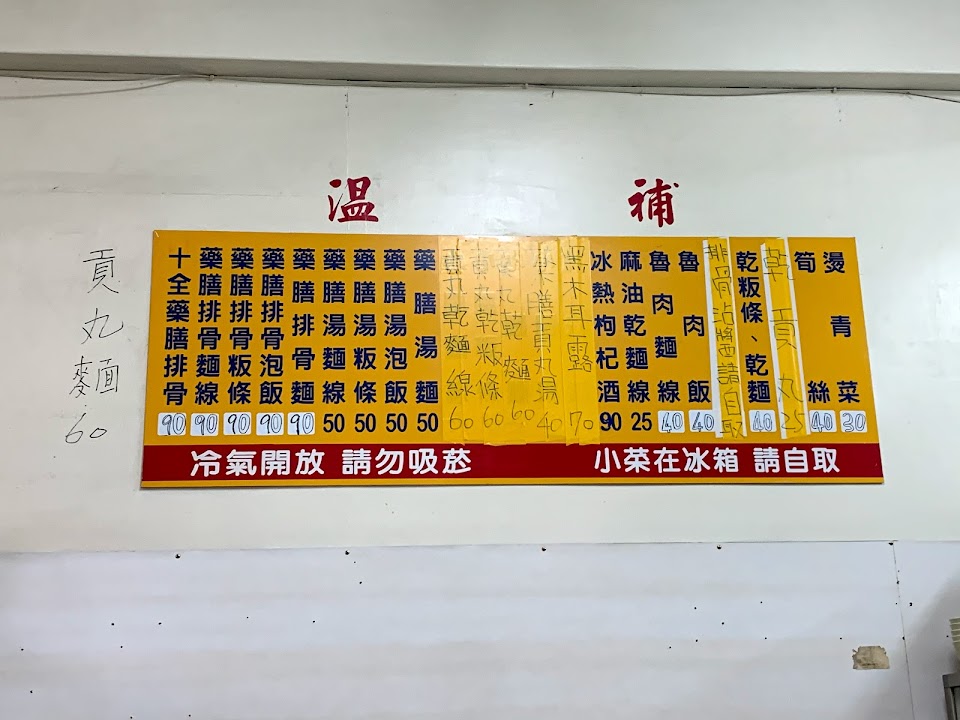 溫補
貢丸麵.60
十全藥膳排骨 90
藥膳排骨麵線 90
藥膳排骨粄條 90
藥膳排骨泡飯 90
藥膳排骨麵 90
藥膳湯麵線 50
藥膳湯粄條 50
藥膳湯泡飯 50
藥膳湯麵 50
貢丸乾麵線 60
貢丸乾粄條 60
貢丸乾麵 60
藥膳貢丸湯 40
黑木耳露 70
冰熱枸杞酒 90
麻油乾麵線 25
魯肉麵線 40
魯肉飯 40
排骨沾醬請自取
乾粄條、乾麵 40
乾貢丸 25
筍絲 40
燙青菜 30
冷氣開放 請勿吸菸
小菜在冰箱 請自取